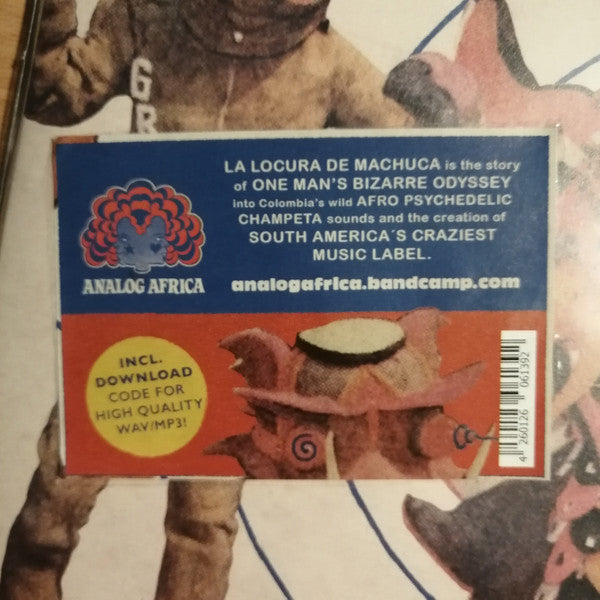 GR
LA LOCURA DE MACHUCA is the story
of ONE MAN'S BIZARRE ODYSSEY
into Colombia's wild AFRO PSYCHEDELIC
CHAMPETA sounds and the creation of
SOUTH AMERICA´S CRAZIEST
MUSIC LABEL.
ANALOG AFRICA
analogafrica.bandcamp.com
INCL.
DOWNLOAD
CODE FOR
HIGH QUALITY
WAV/MP3!
4 260126 061392